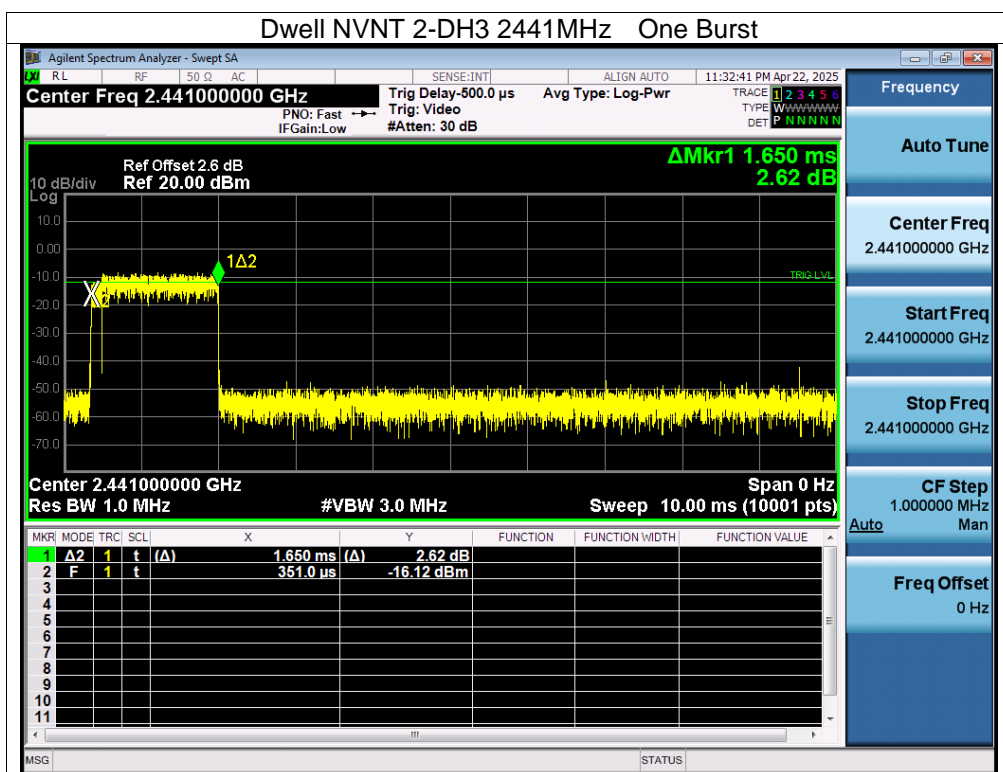 Dwell NVNT 2-DH3 2441MHz One Burst
Agilent Spectrum Analyzer - Swept SA
LXI RL RF 50 Ω AC SENSE:INT ALIGN AUTO 11:32:41 PM Apr 22, 2025
Center Freq 2.441000000 GHz
PNO: Fast
IFGain:Low
Trig Delay-500.0 µs
Trig: Video
#Atten: 30 dB
Avg Type: Log-Pwr
TRACE 1 2 3 4 5 6
TYPE WWWWWW
DET P N N N N N
ΔMkr1 1.650 ms
2.62 dB
Ref Offset 2.6 dB
10 dB/div Ref 20.00 dBm
Log
10.0
0.00
-10.0
-20.0
-30.0
-40.0
-50.0
-60.0
-70.0
1Δ2
TRIG LVL
2
Center 2.441000000 GHz Span 0 Hz
Res BW 1.0 MHz #VBW 3.0 MHz Sweep 10.00 ms (10001 pts)
MKR MODE TRC SCL X Y FUNCTION FUNCTION WIDTH FUNCTION VALUE
1 Δ2 1 t (Δ) 1.650 ms (Δ) 2.62 dB
2 F 1 t 351.0 µs -16.12 dBm
3
4
5
6
7
8
9
10
11
MSG STATUS
Frequency
Auto Tune
Center Freq
2.441000000 GHz
Start Freq
2.441000000 GHz
Stop Freq
2.441000000 GHz
CF Step
1.000000 MHz
Auto Man
Freq Offset
0 Hz